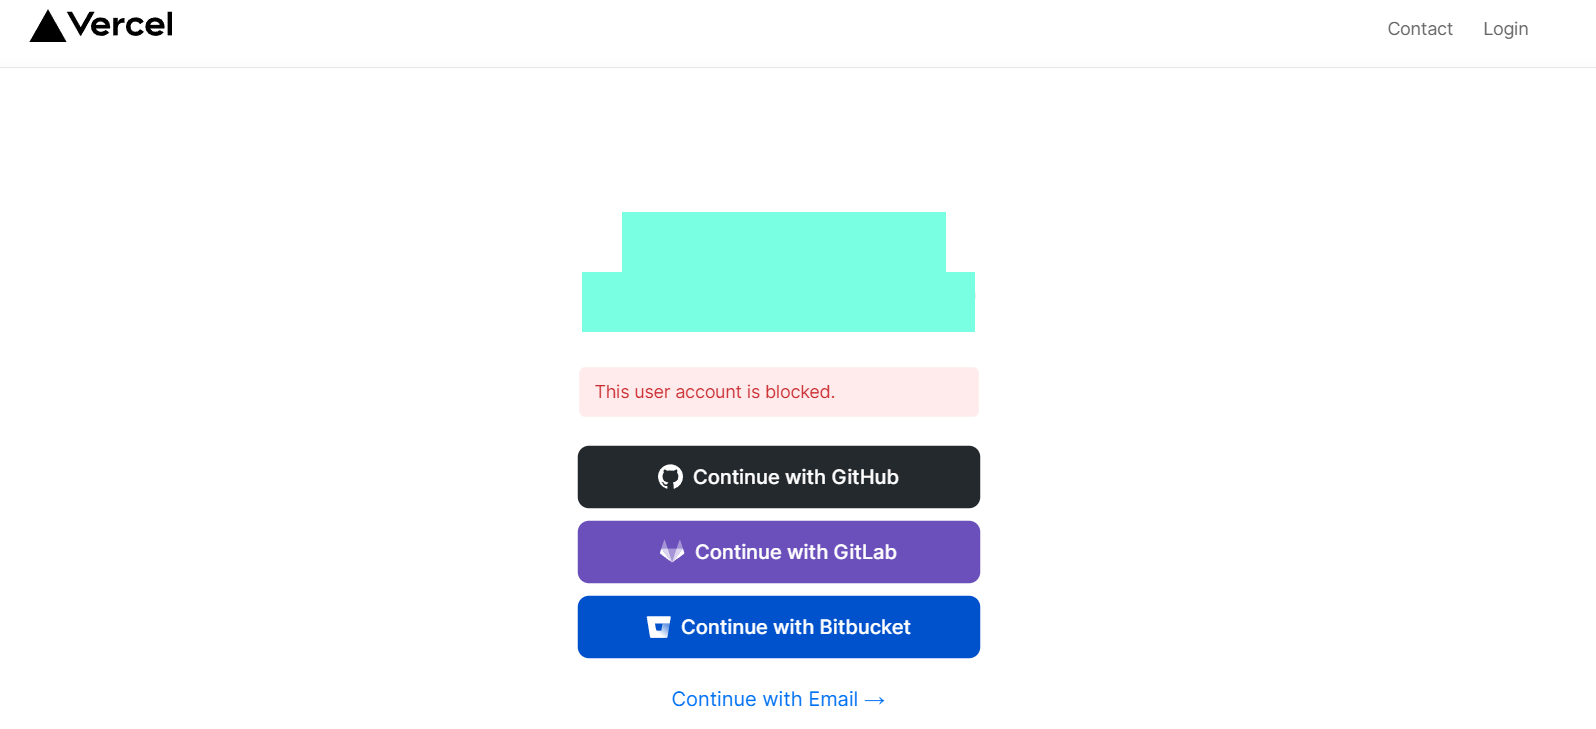 Vercel
Contact
Login
This user account is blocked.
Continue with GitHub
Continue with GitLab
Continue with Bitbucket
Continue with Email →